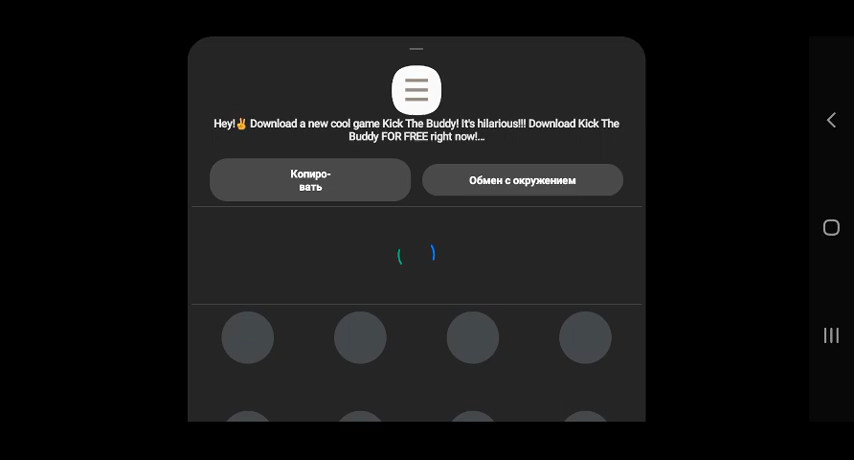 Hey!✌ Download a new cool game Kick The Buddy! It's hilarious!!! Download Kick The
Buddy FOR FREE right now!...
Копиро-
вать
Обмен с окружением